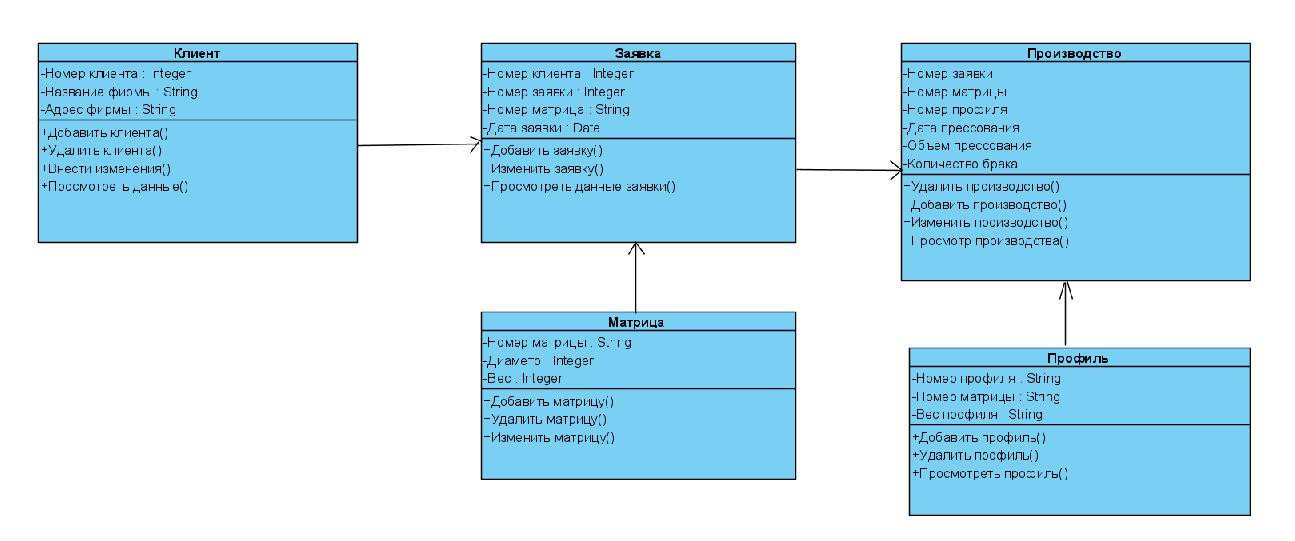 Клиент
-Номер клиента : Integer
-Название фирмы : String
-Адрес фирмы : String
+Добавить клиента()
+Удалить клиента()
+Внести изменения()
+Просмотреть данные()
Заявка
-Номер клиента : Integer
-Номер заявки : Integer
-Номер матрица : String
-Дата заявки : Date
+Добавить заявку()
+Изменить заявку()
+Просмотреть данные заявки()
Производство
-Номер заявки
-Номер матрицы
-Номер профиля
-Дата прессования
-Объем прессования
-Количество брака
+Удалить производство()
+Добавить производство()
+Изменить производство()
+Просмотр производства()
Матрица
-Номер матрицы : String
-Диаметр : Integer
-Вес : Integer
+Добавить матрицу()
+Удалить матрицу()
+Изменить матрицу()
Профиль
-Номер профиля : String
-Номер матрицы : String
-Вес профиля : String
+Добавить профиль()
+Удалить профиль()
+Просмотреть профиль()